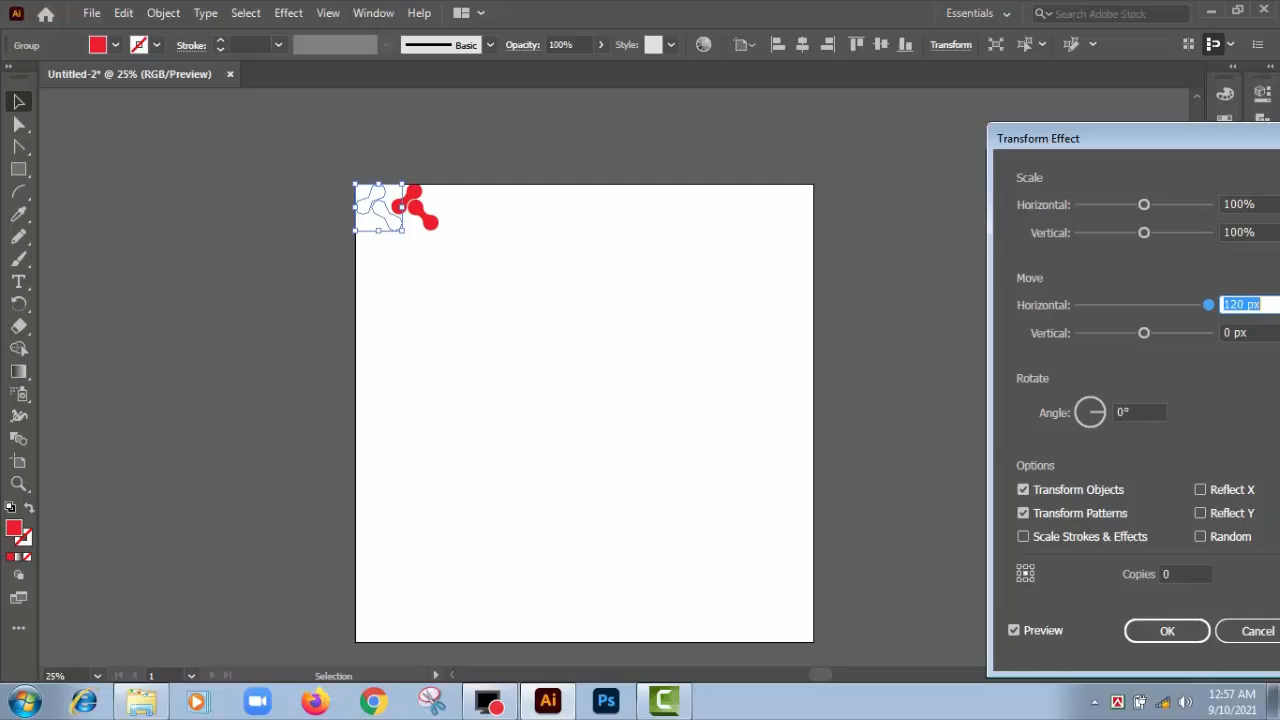 Ai File Edit Object Type Select Effect View Window Help Essentials Search Adobe Stock
Group Stroke: Basic Opacity: 100% Style: Transform
Untitled-2* @ 25% (RGB/Preview) ×
Transform Effect
Scale
Horizontal: 100%
Vertical: 100%
Move
Horizontal: 120 px
Vertical: 0 px
Rotate
Angle: 0°
Options
Transform Objects Reflect X
Transform Patterns Reflect Y
Scale Strokes & Effects Random
Copies 0
Preview OK Cancel
25% 1 Selection
Ai Ps C 12:57 AM
9/10/2021